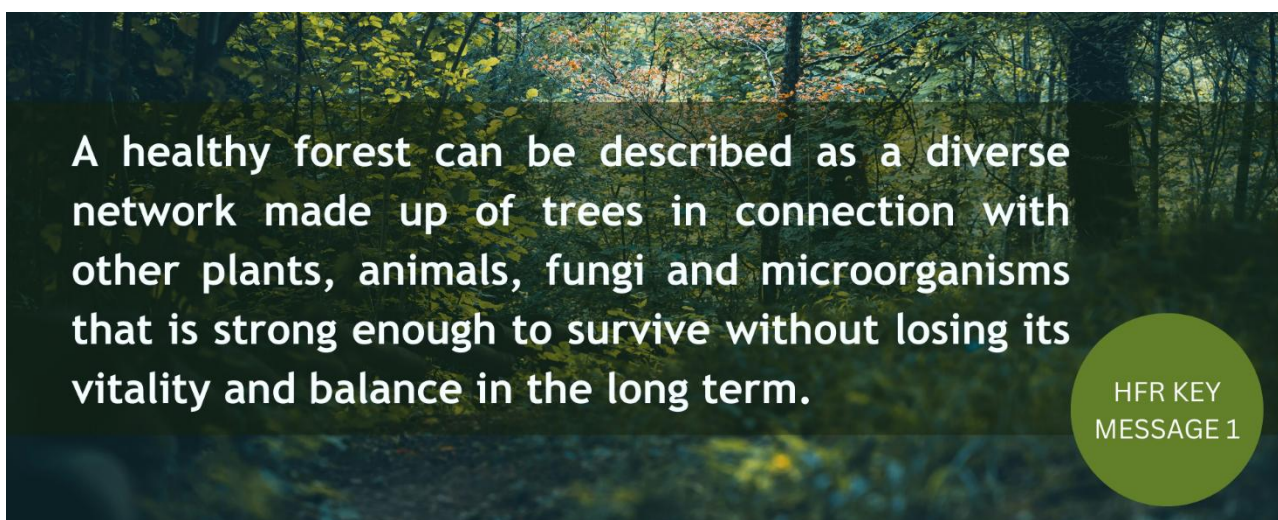 A healthy forest can be described as a diverse
network made up of trees in connection with
other plants, animals, fungi and microorganisms
that is strong enough to survive without losing its
vitality and balance in the long term.
HFR KEY
MESSAGE 1